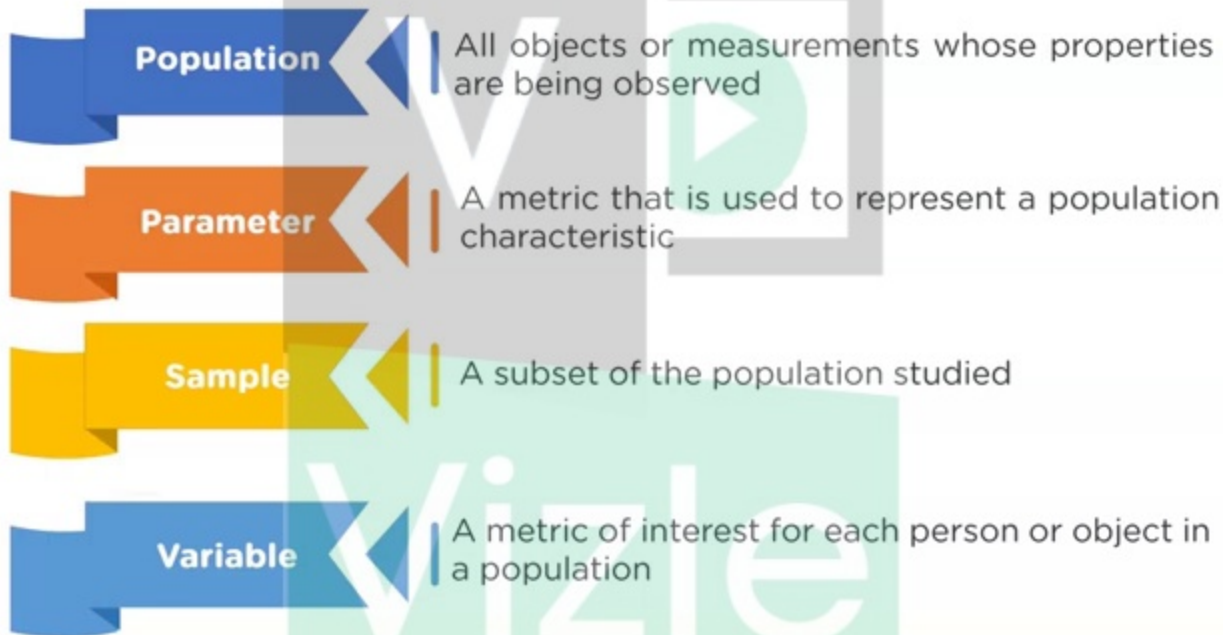 Population
All objects or measurements whose properties
are being observed
Parameter
A metric that is used to represent a population
characteristic
Sample
A subset of the population studied
Variable
A metric of interest for each person or object in
a population
V
Vizle